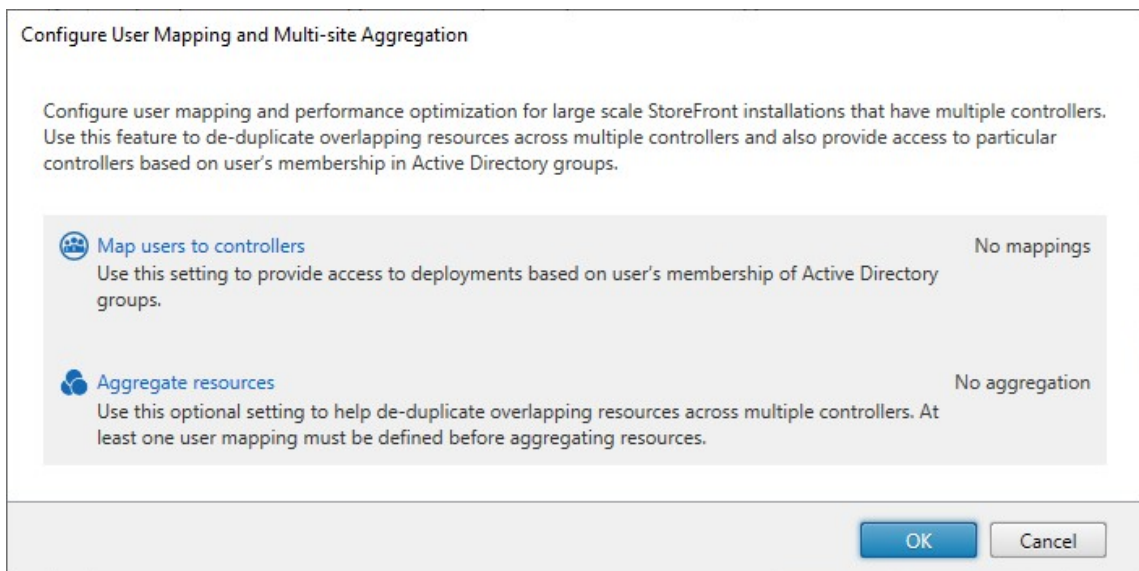 Configure User Mapping and Multi-site Aggregation
Configure user mapping and performance optimization for large scale StoreFront installations that have multiple controllers.
Use this feature to de-duplicate overlapping resources across multiple controllers and also provide access to particular
controllers based on user's membership in Active Directory groups.
Map users to controllers
No mappings
Use this setting to provide access to deployments based on user's membership of Active Directory
groups.
Aggregate resources
No aggregation
Use this optional setting to help de-duplicate overlapping resources across multiple controllers. At
least one user mapping must be defined before aggregating resources.
OK
Cancel